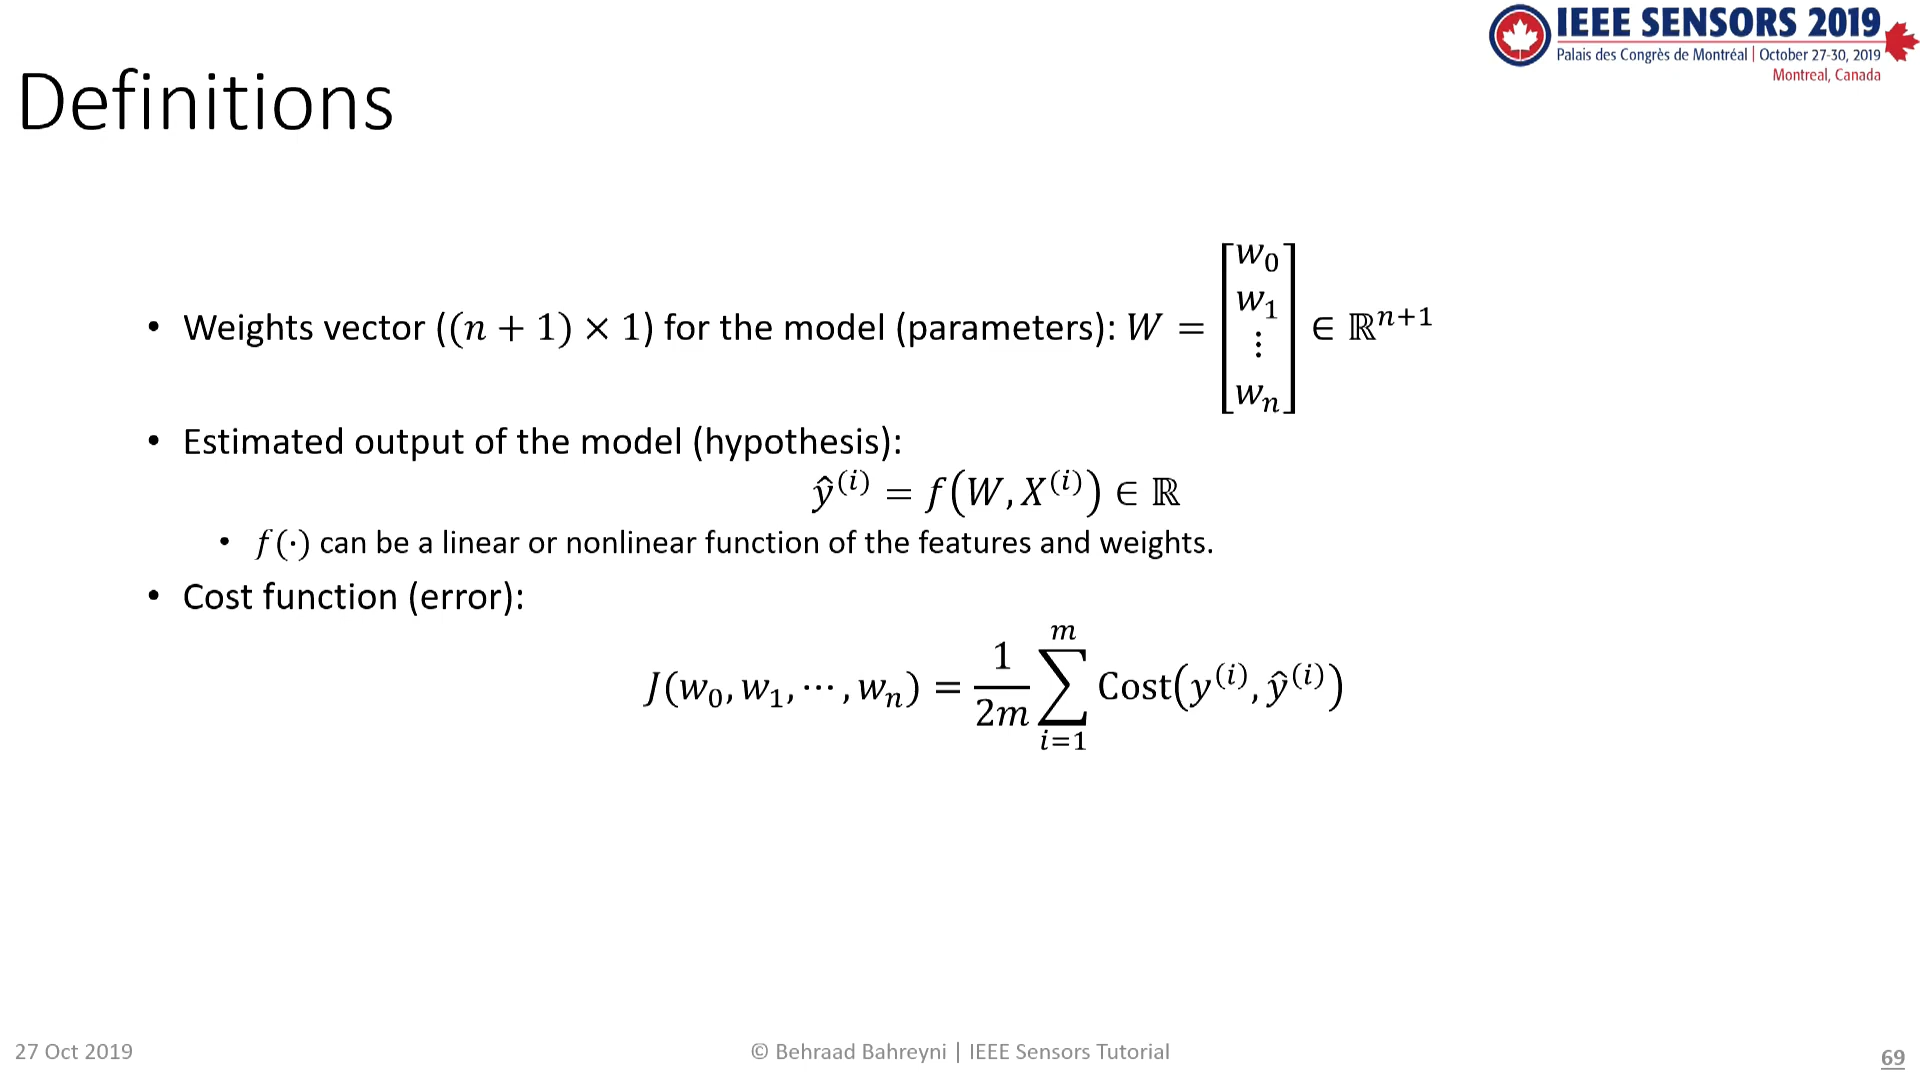 IEEE SENSORS 2019
Palais des Congrès de Montréal | October 27-30, 2019
Montreal, Canada
Definitions
• Weights vector ((n + 1) × 1) for the model (parameters): W = [w₀ w₁ ⋮ wₙ] ∈ ℝⁿ⁺¹
• Estimated output of the model (hypothesis):
ŷ⁽ⁱ⁾ = f(W, X⁽ⁱ⁾) ∈ ℝ
• f(·) can be a linear or nonlinear function of the features and weights.
• Cost function (error):
J(w₀, w₁, ⋯ , wₙ) = 1/2m ∑_{i=1}^{m} Cost(y⁽ⁱ⁾, ŷ⁽ⁱ⁾)
27 Oct 2019
© Behraad Bahreyni | IEEE Sensors Tutorial
69